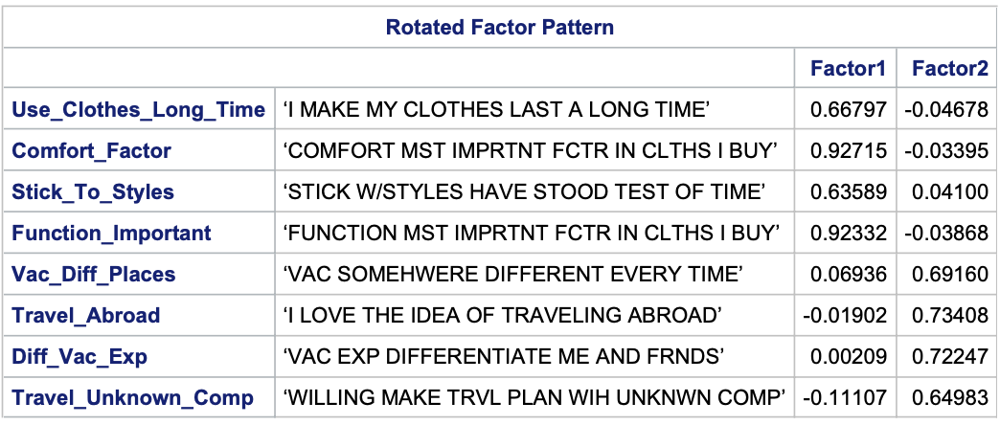 Rotated Factor Pattern
Factor1 Factor2
Use_Clothes_Long_Time ‘I MAKE MY CLOTHES LAST A LONG TIME’ 0.66797 -0.04678
Comfort_Factor ‘COMFORT MST IMPRTNT FCTR IN CLTHS I BUY’ 0.92715 -0.03395
Stick_To_Styles ‘STICK W/STYLES HAVE STOOD TEST OF TIME’ 0.63589 0.04100
Function_Important ‘FUNCTION MST IMPRTNT FCTR IN CLTHS I BUY’ 0.92332 -0.03868
Vac_Diff_Places ‘VAC SOMEHWERE DIFFERENT EVERY TIME’ 0.06936 0.69160
Travel_Abroad ‘I LOVE THE IDEA OF TRAVELING ABROAD’ -0.01902 0.73408
Diff_Vac_Exp ‘VAC EXP DIFFERENTIATE ME AND FRNDS’ 0.00209 0.72247
Travel_Unknown_Comp ‘WILLING MAKE TRVL PLAN WIH UNKNWN COMP’ -0.11107 0.64983